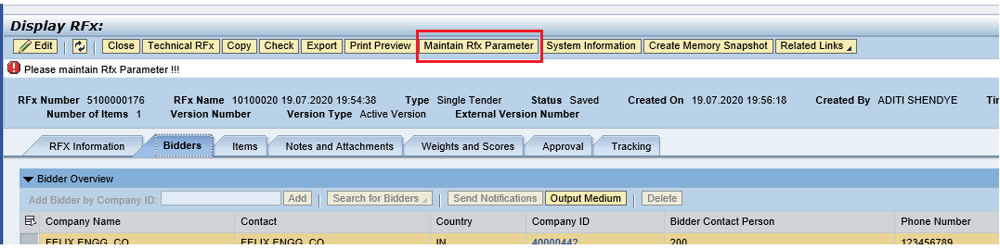 Display RFx:
Edit Close Technical RFx Copy Check Export Print Preview Maintain Rfx Parameter System Information Create Memory Snapshot Related Links
Please maintain Rfx Parameter !!!
RFx Number 5100000176 RFx Name 10100020 19.07.2020 19:54:38 Type Single Tender Status Saved Created On 19.07.2020 19:56:18 Created By ADITI SHENDYE
Number of Items 1 Version Number Version Type Active Version External Version Number
RFX Information Bidders Items Notes and Attachments Weights and Scores Approval Tracking
Bidder Overview
Add Bidder by Company ID: Add Search for Bidders Send Notifications Output Medium Delete
Company Name Contact Country Company ID Bidder Contact Person Phone Number
FELIX ENGG. CO. FELIX ENGG. CO. IN 40000442 200 123456789